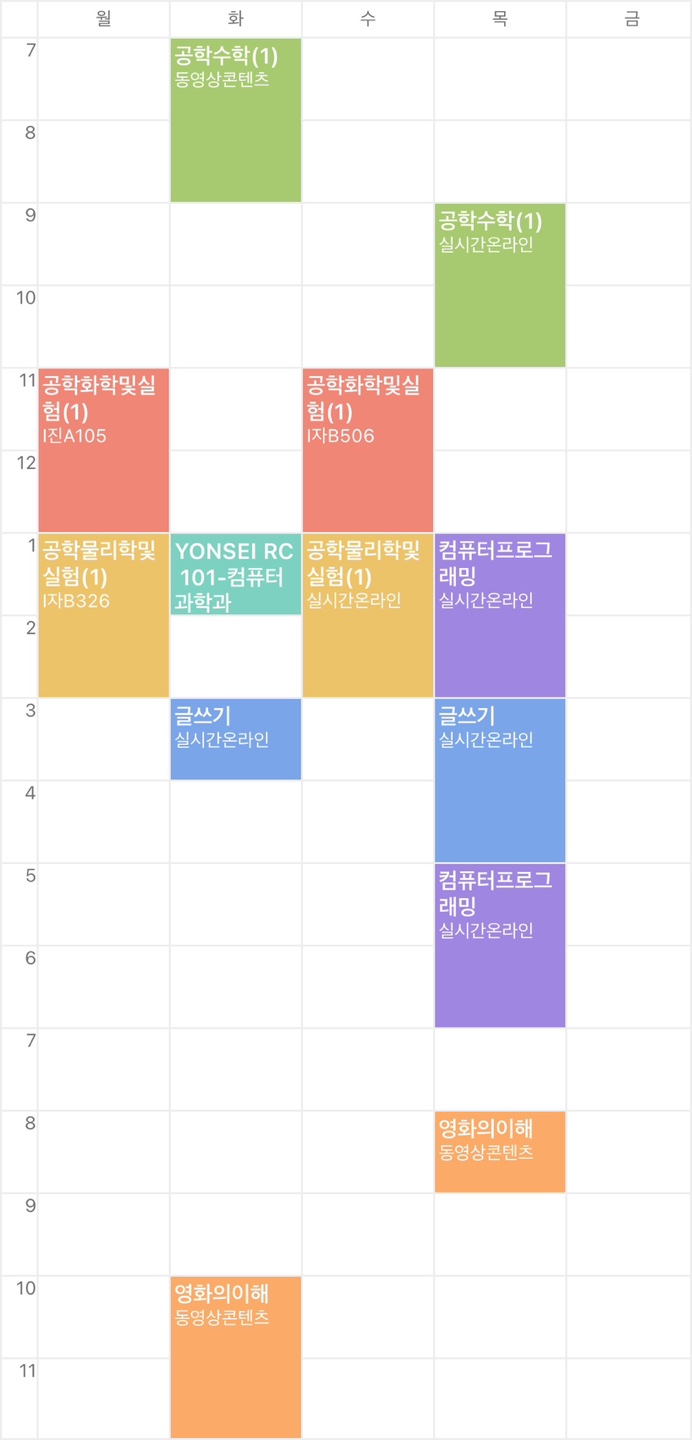 월 화 수 목 금
7
공학수학(1)
동영상콘텐츠
8
9
공학수학(1)
실시간온라인
10
11
공학화학및실
험(1)
I진A105
공학화학및실
험(1)
I자B506
12
1
공학물리학및
실험(1)
I자B326
YONSEI RC
101-컴퓨터
과학과
공학물리학및
실험(1)
실시간온라인
컴퓨터프로그
래밍
실시간온라인
2
3
글쓰기
실시간온라인
글쓰기
실시간온라인
4
5
컴퓨터프로그
래밍
실시간온라인
6
7
8
영화의이해
동영상콘텐츠
9
10
영화의이해
동영상콘텐츠
11